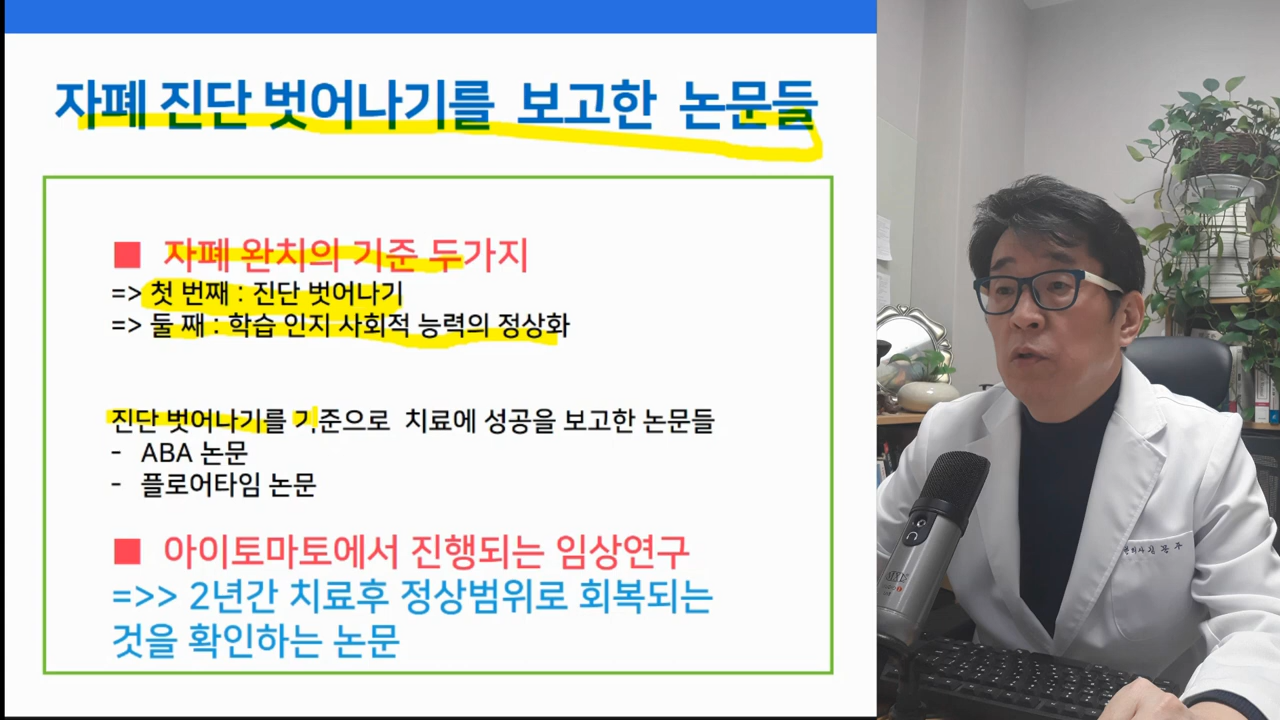 자폐 진단 벗어나기를 보고한 논문들
■ 자폐 완치의 기준 두가지
=> 첫 번째 : 진단 벗어나기
=> 둘 째 : 학습 인지 사회적 능력의 정상화
진단 벗어나기를 기준으로 치료에 성공을 보고한 논문들
- ABA 논문
- 플로어타임 논문
■ 아이토마토에서 진행되는 임상연구
=>> 2년간 치료후 정상범위로 회복되는
것을 확인하는 논문